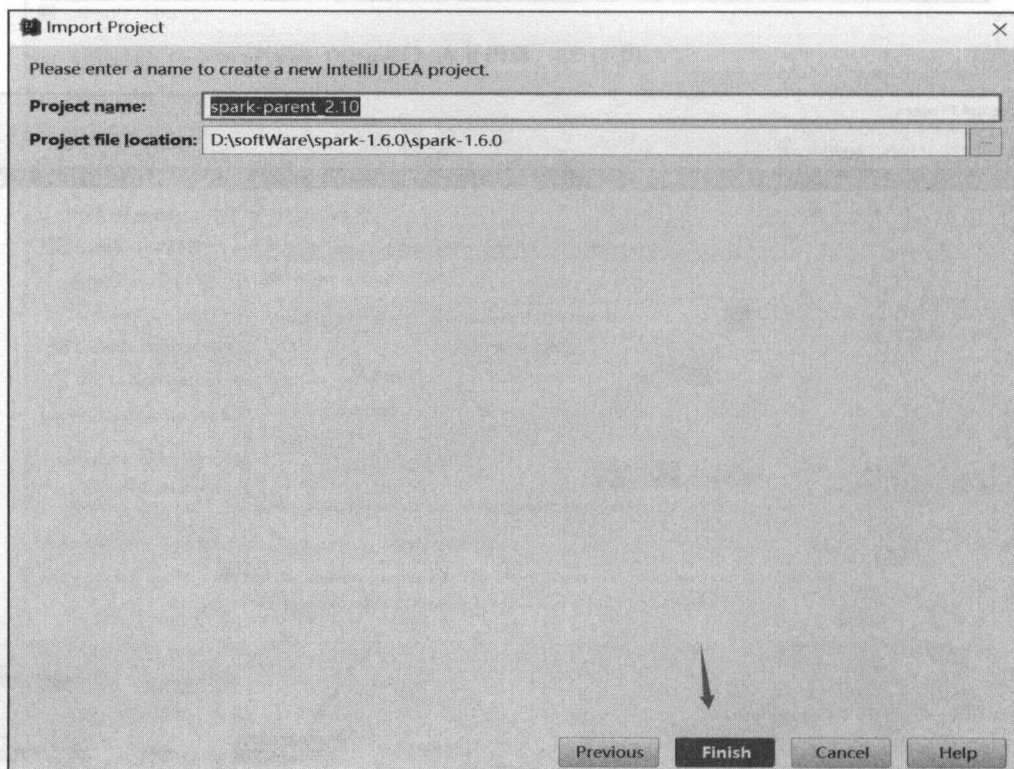 Import Project
Please enter a name to create a new IntelliJ IDEA project.
Project name: spark-parent_2.10
Project file location: D:\softWare\spark-1.6.0\spark-1.6.0
...
Previous Finish Cancel Help